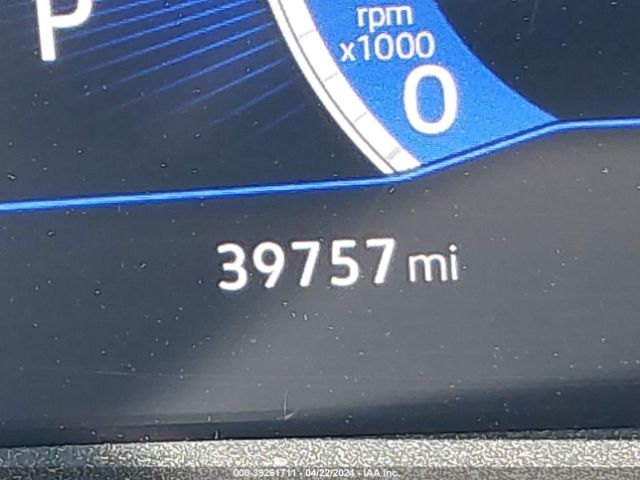 P
rpm
x1000
0
39757 mi
000-39261711 - 04/22/2024 - IAA Inc.